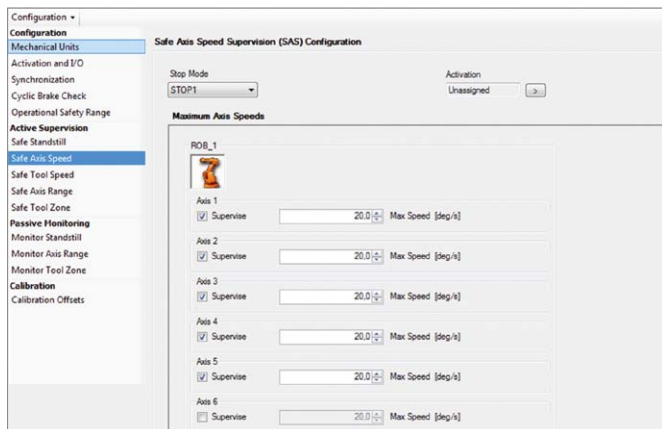 Configuration
Configuration
Mechanical Units
Activation and I/O
Synchronization
Cyclic Brake Check
Operational Safety Range
Active Supervision
Safe Standstill
Safe Axis Speed
Safe Tool Speed
Safe Axis Range
Safe Tool Zone
Passive Monitoring
Monitor Standstill
Monitor Axis Range
Monitor Tool Zone
Calibration
Calibration Offsets
Safe Axis Speed Supervision (SAS) Configuration
Stop Mode
STOP1
Activation
Unassigned >
Maximum Axis Speeds
ROB_1
Axis 1
Supervise 20,0 Max Speed [deg/s]
Axis 2
Supervise 20,0 Max Speed [deg/s]
Axis 3
Supervise 20,0 Max Speed [deg/s]
Axis 4
Supervise 20,0 Max Speed [deg/s]
Axis 5
Supervise 20,0 Max Speed [deg/s]
Axis 6
Supervise 20,0 Max Speed [deg/s]